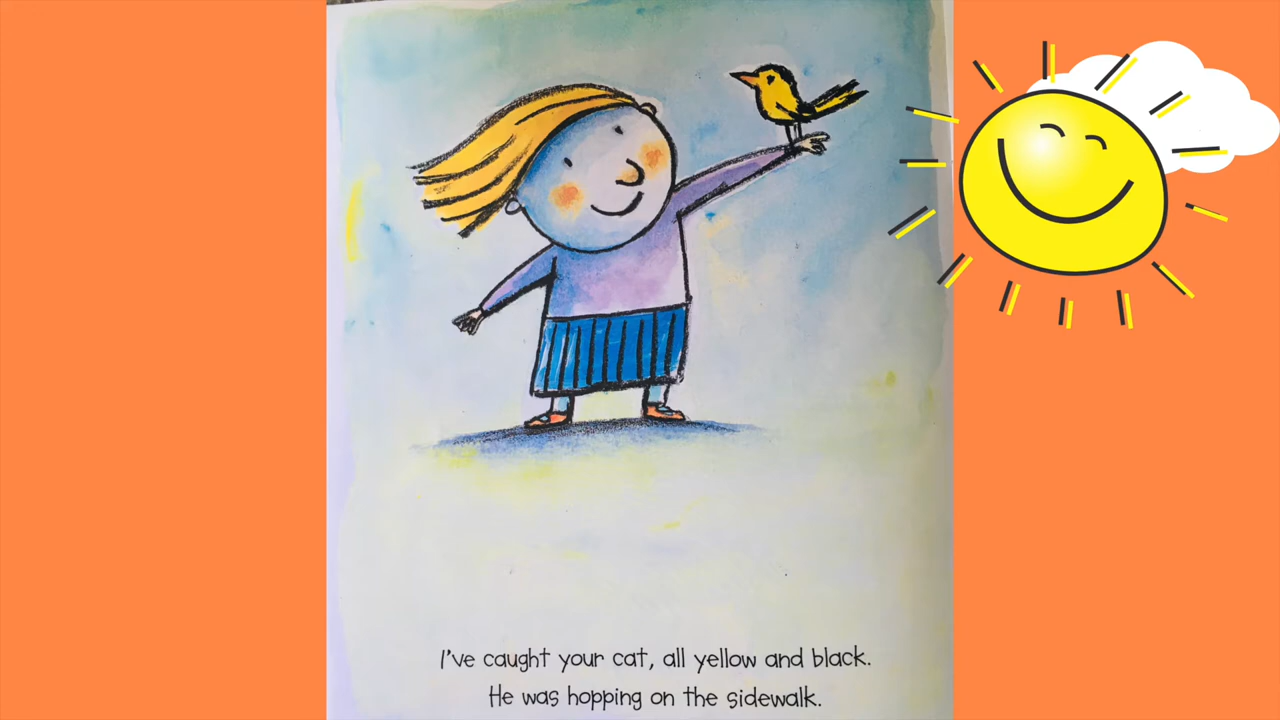 I've caught your cat, all yellow and black.
He was hopping on the sidewalk.